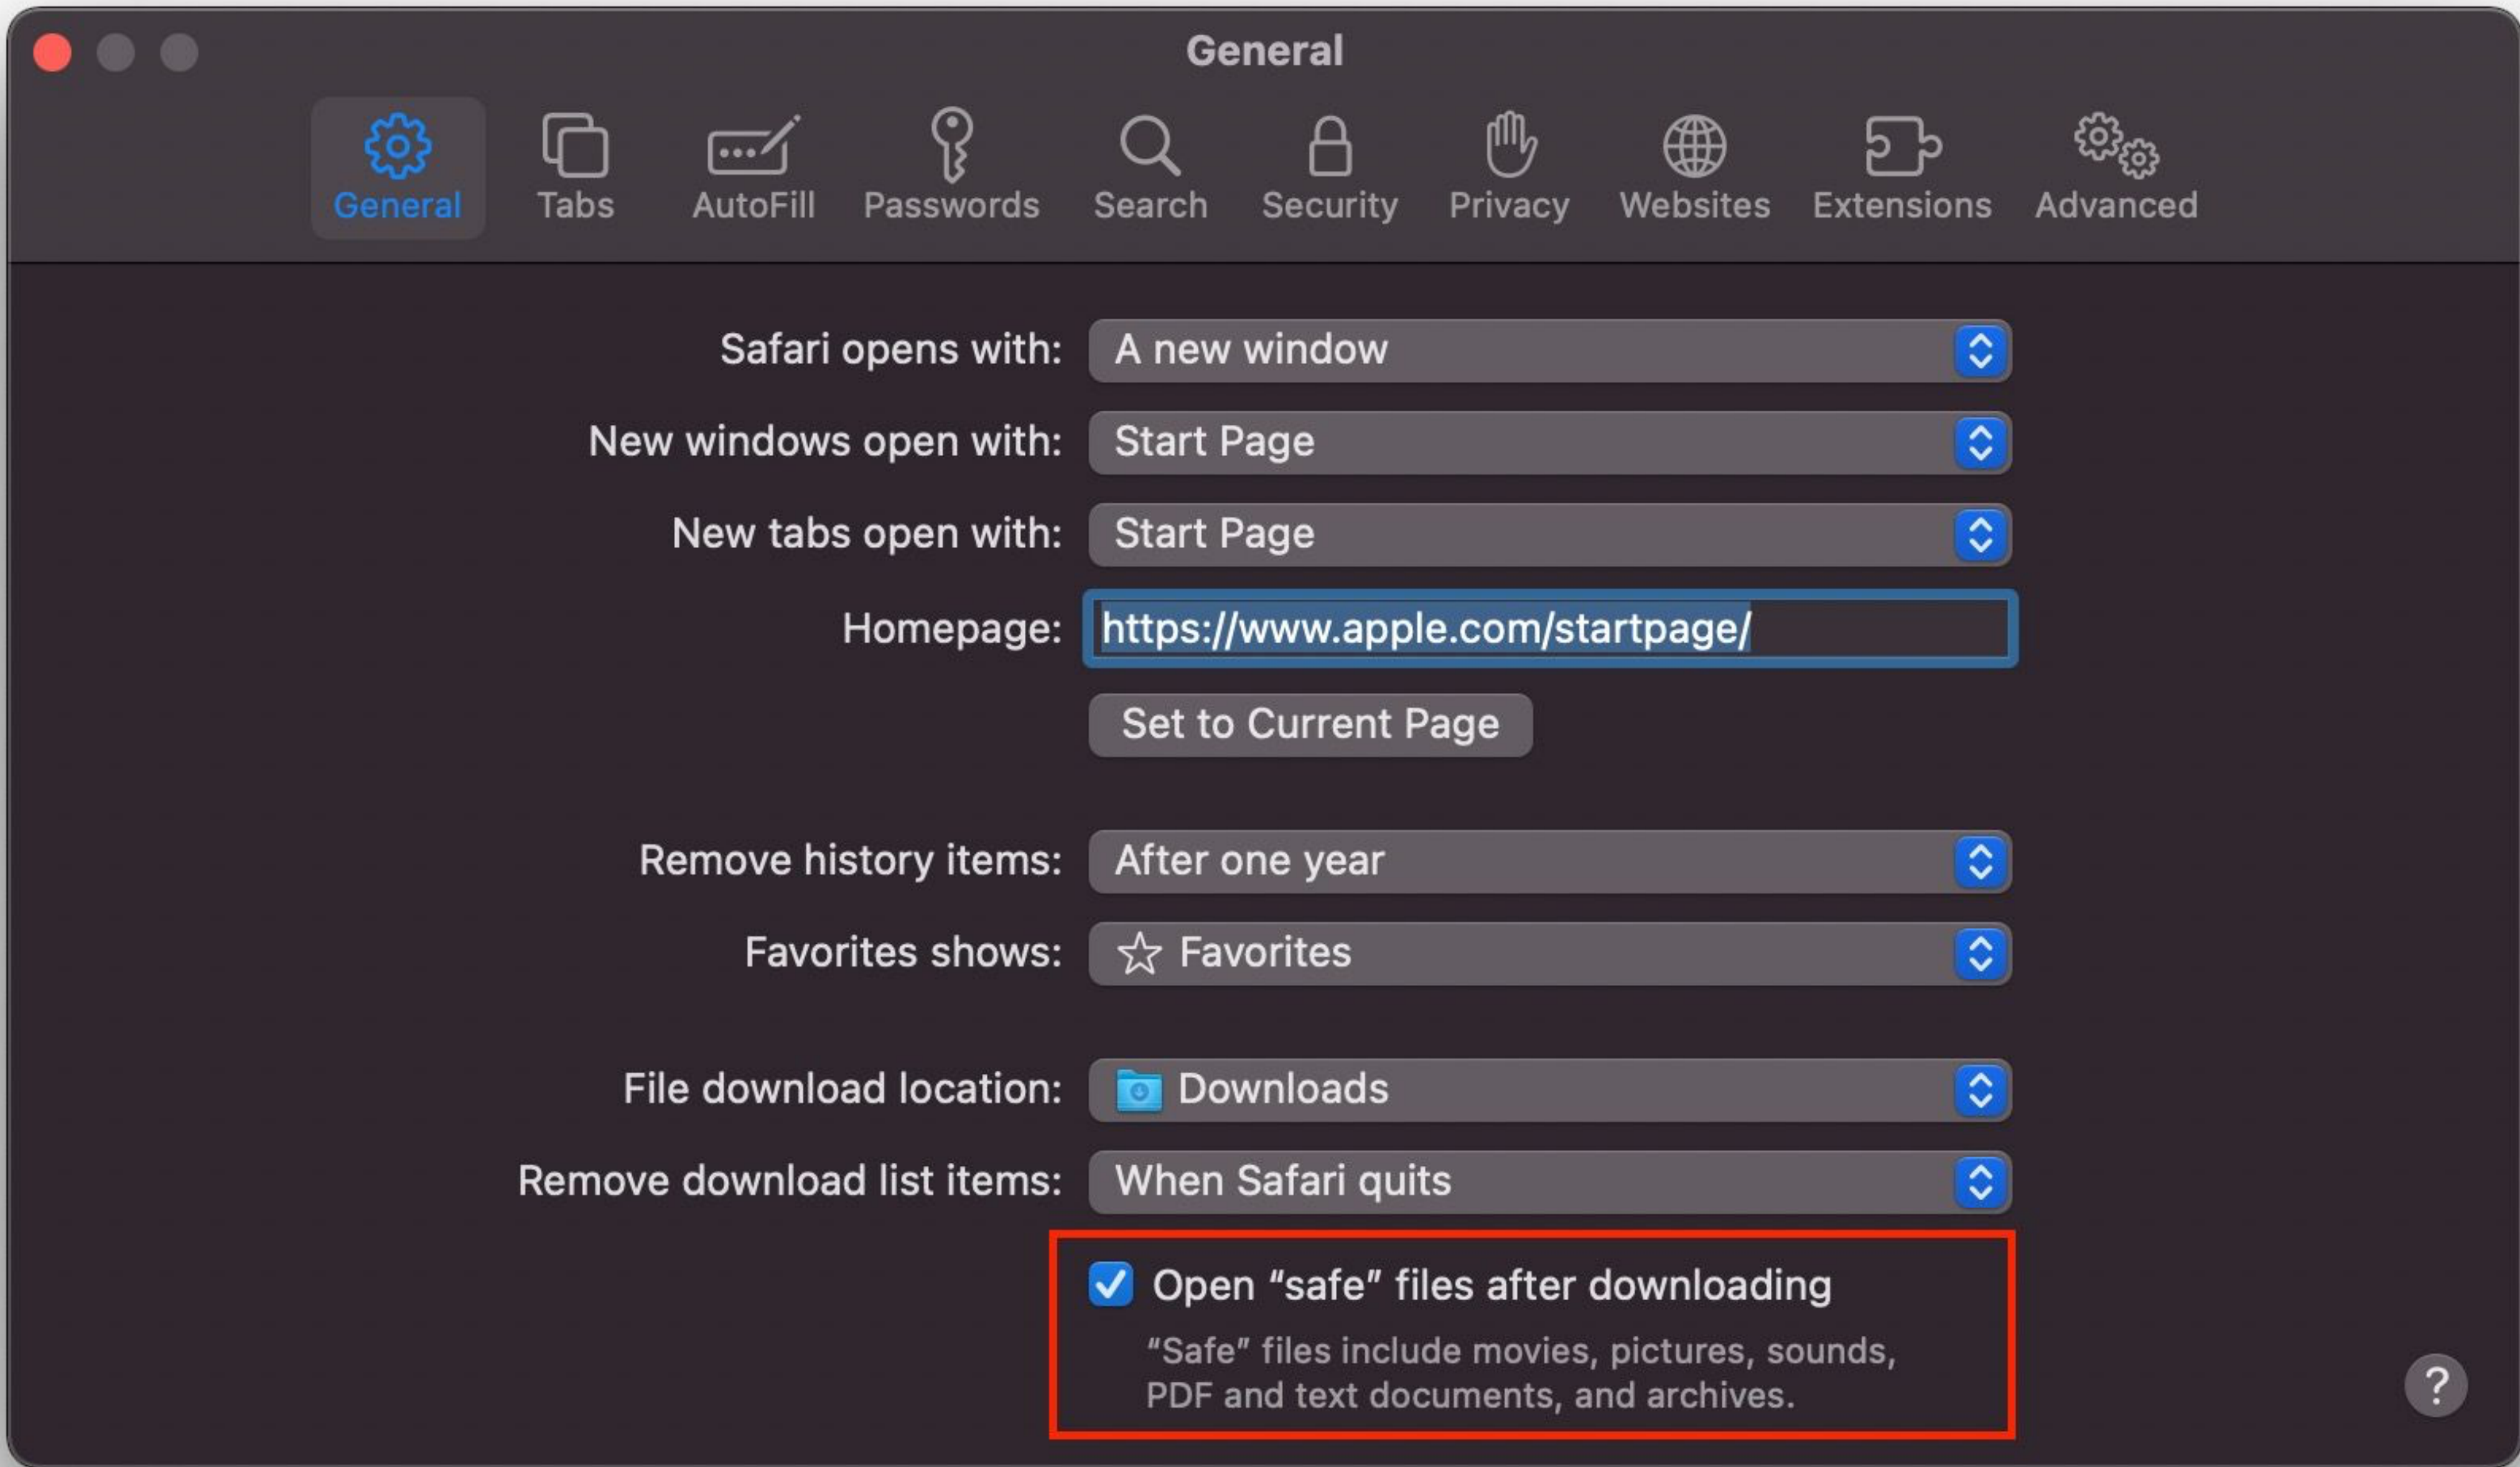 General
General
Tabs
AutoFill
Passwords
Search
Security
Privacy
Websites
Extensions
Advanced
Safari opens with: A new window
New windows open with: Start Page
New tabs open with: Start Page
Homepage: https://www.apple.com/startpage/
Set to Current Page
Remove history items: After one year
Favorites shows: Favorites
File download location: Downloads
Remove download list items: When Safari quits
Open “safe” files after downloading
“Safe” files include movies, pictures, sounds,
PDF and text documents, and archives.
?